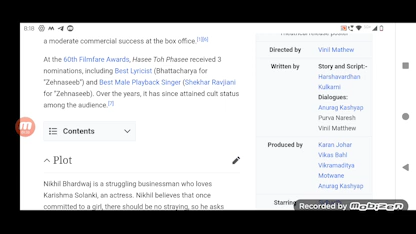 8:18
a moderate commercial success at the box office.[1][6]
At the 60th Filmfare Awards, Hasee Toh Phasee received 3
nominations, including Best Lyricist (Bhattacharya for
"Zehnaseeb") and Best Male Playback Singer (Shekhar Ravjiani
for "Zehnaseeb"). Over the years, it has since attained cult status
among the audience.[7]
Contents
Plot
Nikhil Bhardwaj is a struggling businessman who loves
Karishma Solanki, an actress. Nikhil believes that once
committed to a girl, there should be no straying, so he asks
Theatrical release poster
Directed by Vinil Mathew
Written by Story and Script:-
Harshavardhan
Kulkarni
Dialogues:
Anurag Kashyap
Purva Naresh
Vinil Mathew
Produced by Karan Johar
Vikas Bahl
Vikramaditya
Motwane
Anurag Kashyap
Starring
Recorded by MOBIZEN